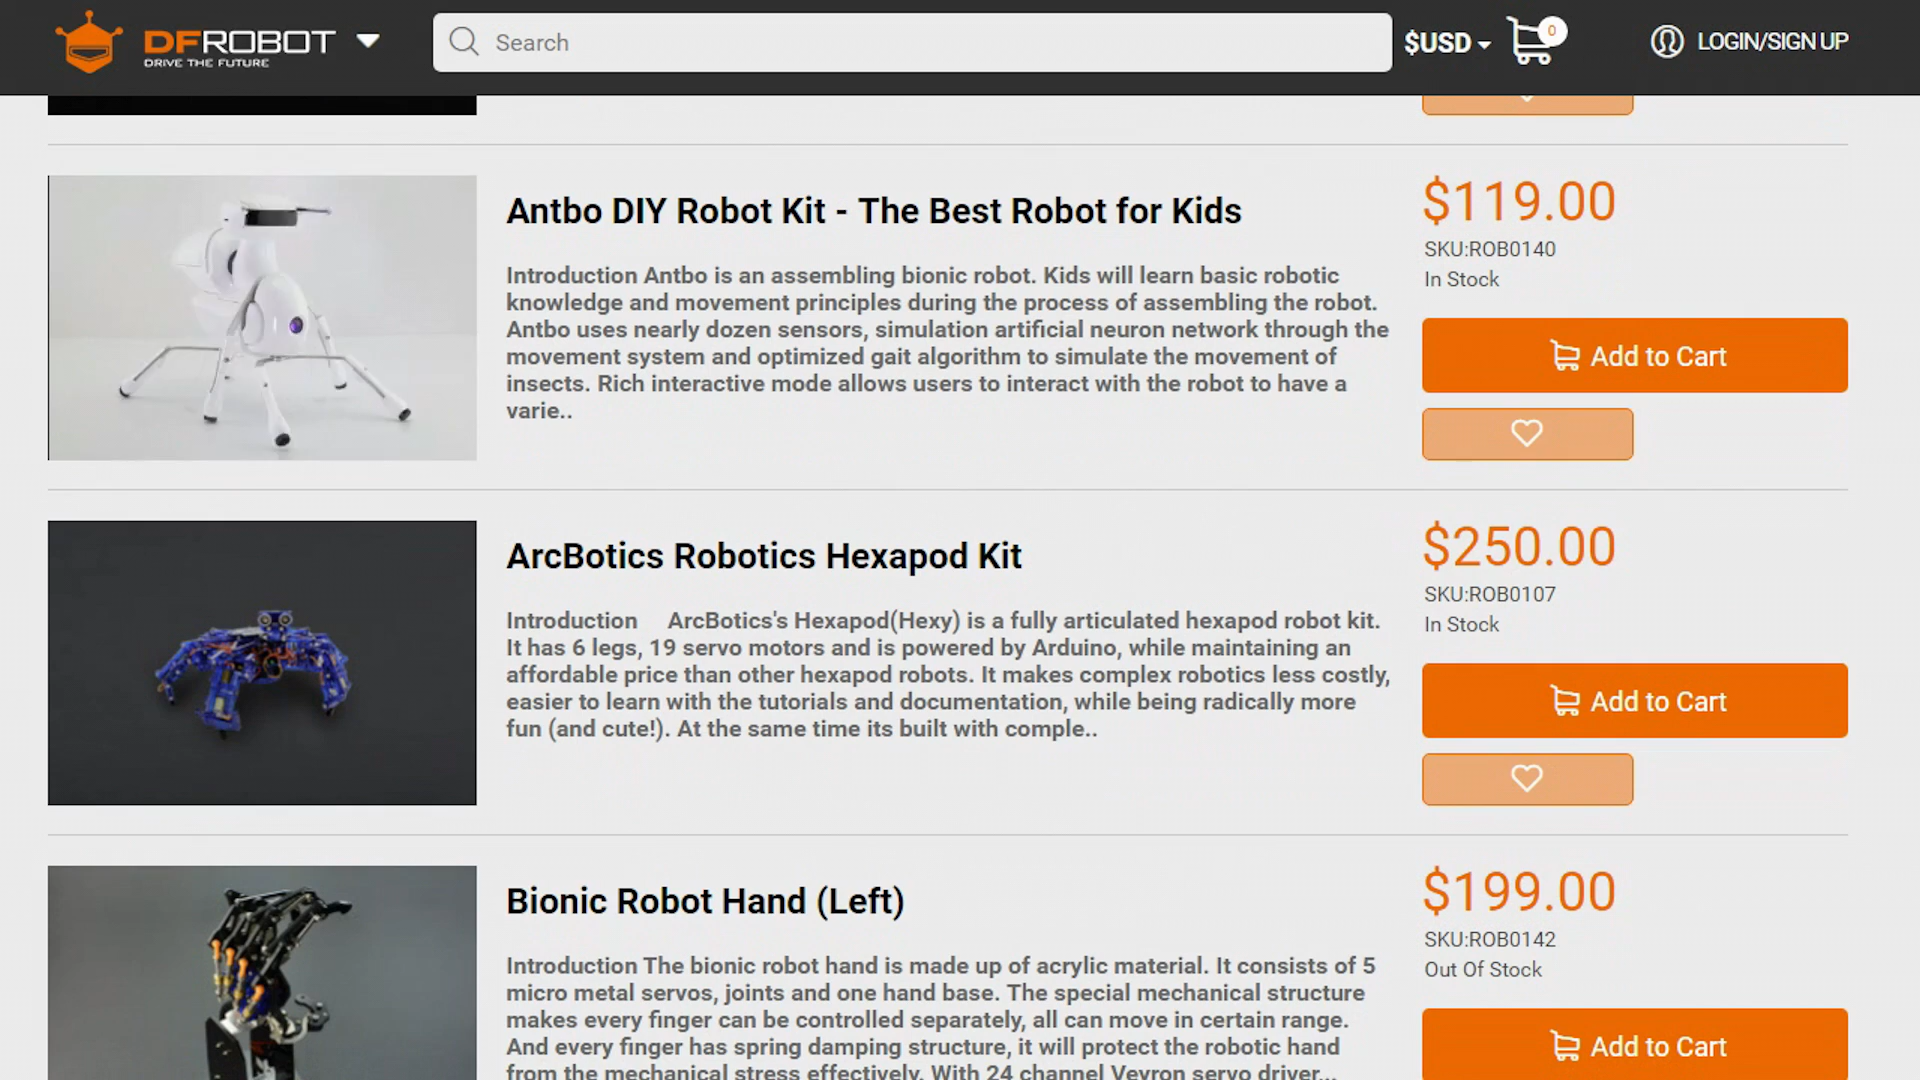 DFROBOT
DRIVE THE FUTURE
Search
$USD
0
LOGIN/SIGN UP
Antbo DIY Robot Kit - The Best Robot for Kids
Introduction Antbo is an assembling bionic robot. Kids will learn basic robotic
knowledge and movement principles during the process of assembling the robot.
Antbo uses nearly dozen sensors, simulation artificial neuron network through the
movement system and optimized gait algorithm to simulate the movement of
insects. Rich interactive mode allows users to interact with the robot to have a
varie..
$119.00
SKU:ROB0140
In Stock
Add to Cart
ArcBotics Robotics Hexapod Kit
Introduction ArcBotics's Hexapod(Hexy) is a fully articulated hexapod robot kit.
It has 6 legs, 19 servo motors and is powered by Arduino, while maintaining an
affordable price than other hexapod robots. It makes complex robotics less costly,
easier to learn with the tutorials and documentation, while being radically more
fun (and cute!). At the same time its built with comple..
$250.00
SKU:ROB0107
In Stock
Add to Cart
Bionic Robot Hand (Left)
Introduction The bionic robot hand is made up of acrylic material. It consists of 5
micro metal servos, joints and one hand base. The special mechanical structure
makes every finger can be controlled separately, all can move in certain range.
And every finger has spring damping structure, it will protect the robotic hand
from the mechanical stress effectively. With 24 channel Veyron servo driver...
$199.00
SKU:ROB0142
Out Of Stock
Add to Cart